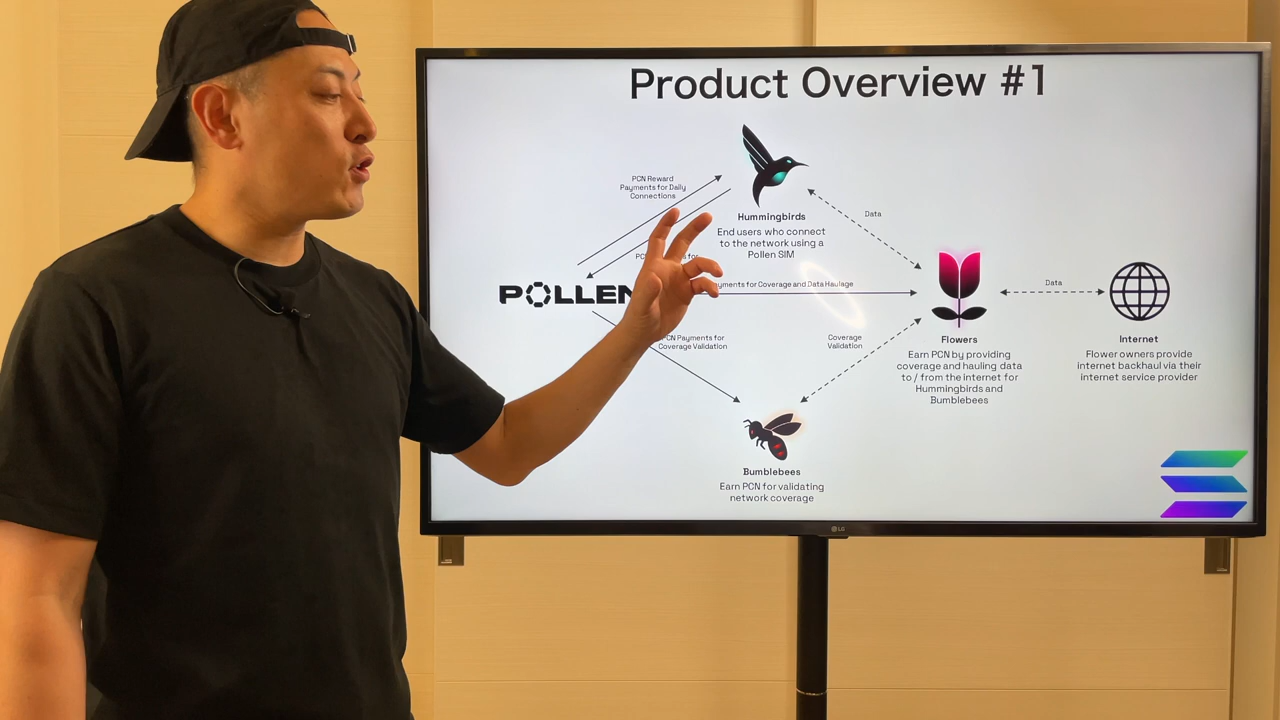 Product Overview #1
PCN Reward
Payments for Daily
Connections
Hummingbirds
End users who connect
to the network using a
Pollen SIM
Data
for
POLLEN
Payments for Coverage and Data Haulage
Data
PCN Payments for
Coverage Validation
Coverage
Validation
Flowers
Earn PCN by providing
coverage and hauling data
to / from the internet for
Hummingbirds and
Bumblebees
Internet
Flower owners provide
internet backhaul via their
internet service provider
Bumblebees
Earn PCN for validating
network coverage
LG